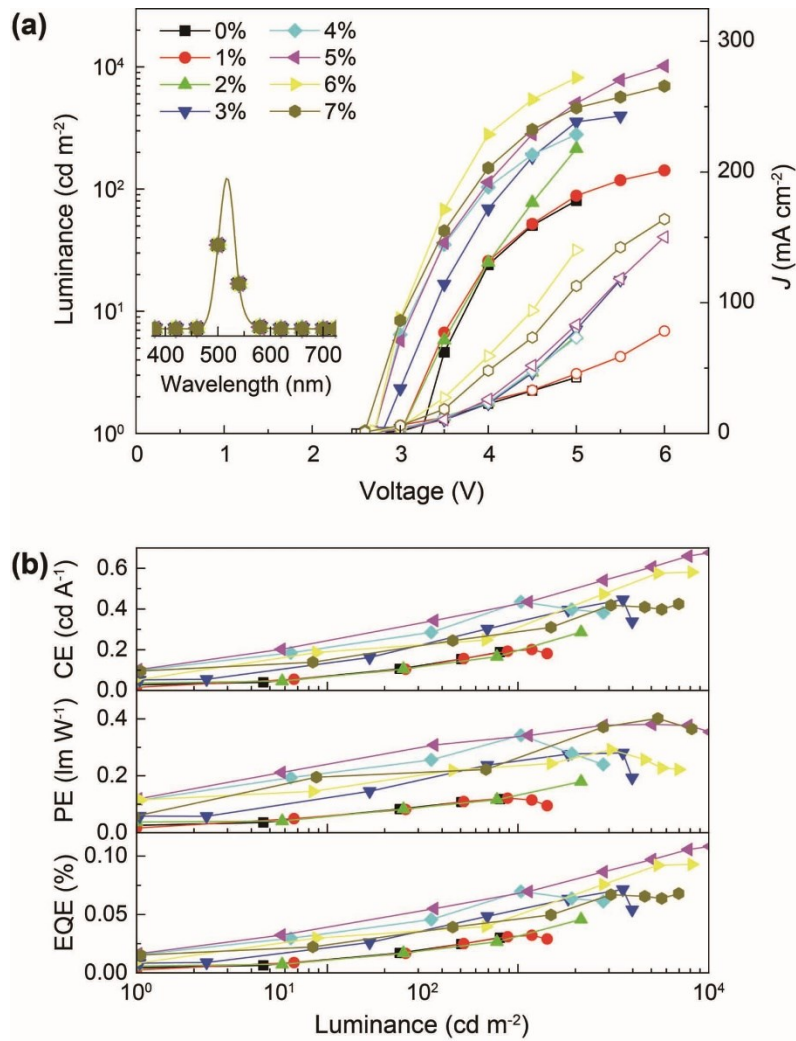 (a)
0%
1%
2%
3%
4%
5%
6%
7%
Luminance (cd m⁻²)
10⁴
10³
10²
10¹
10⁰
J (mA cm⁻²)
300
200
100
0
400 500 600 700
Wavelength (nm)
0 1 2 3 4 5 6
Voltage (V)
(b)
CE (cd A⁻¹)
0.6
0.4
0.2
0.0
PE (lm W⁻¹)
0.4
0.2
0.0
EQE (%)
0.10
0.05
0.00
10⁰ 10¹ 10² 10³ 10⁴
Luminance (cd m⁻²)